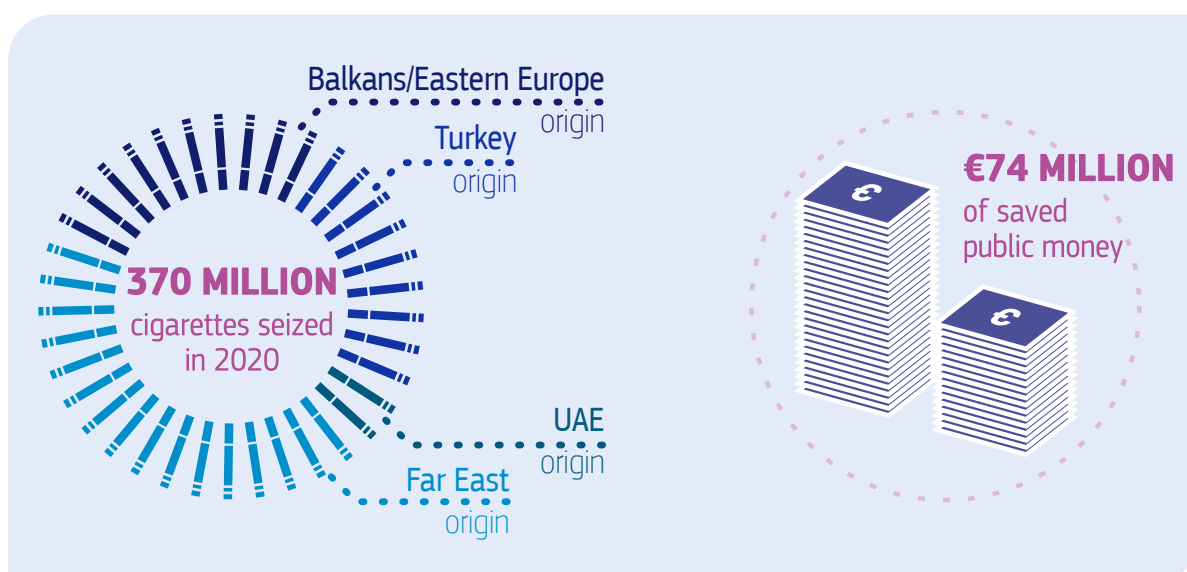 Balkans/Eastern Europe
origin
Turkey
origin
370 MILLION
cigarettes seized
in 2020
UAE
origin
Far East
origin
€74 MILLION
of saved
public money
€
€